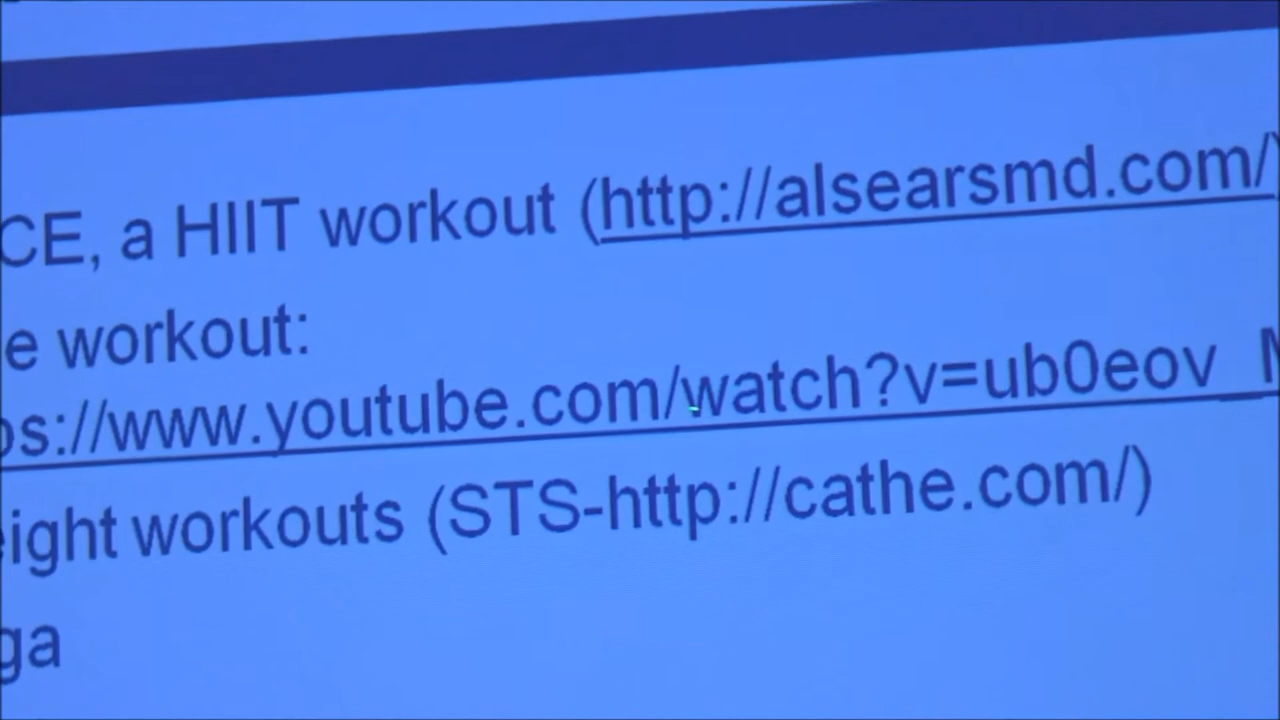 CE, a HIIT workout (http://alsearsmd.com/
e workout:
ps://www.youtube.com/watch?v=ub0eov_M
eight workouts (STS-http://cathe.com/)
ga